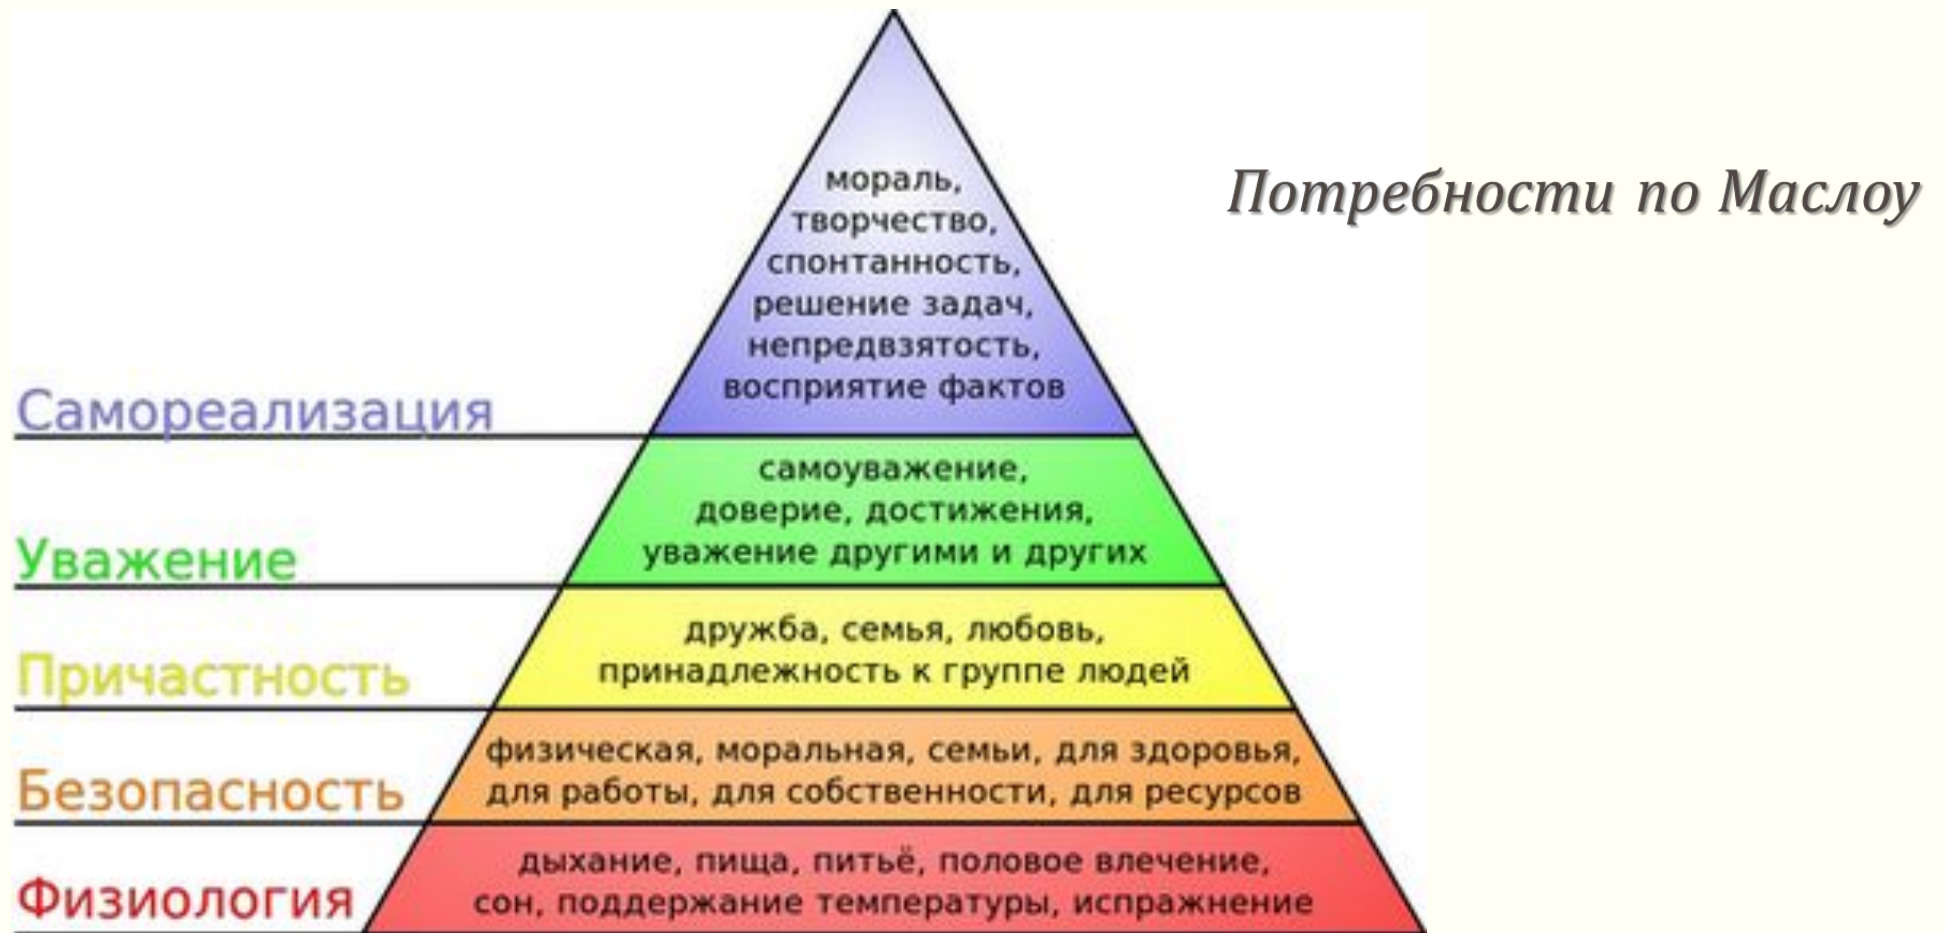 Потребности по Маслоу
мораль,
творчество,
спонтанность,
решение задач,
непредвзятость,
восприятие фактов
Самореализация
самоуважение,
доверие, достижения,
уважение другими и других
Уважение
дружба, семья, любовь,
принадлежность к группе людей
Причастность
физическая, моральная, семьи, для здоровья,
для работы, для собственности, для ресурсов
Безопасность
дыхание, пища, питьё, половое влечение,
сон, поддержание температуры, испражнение
Физиология